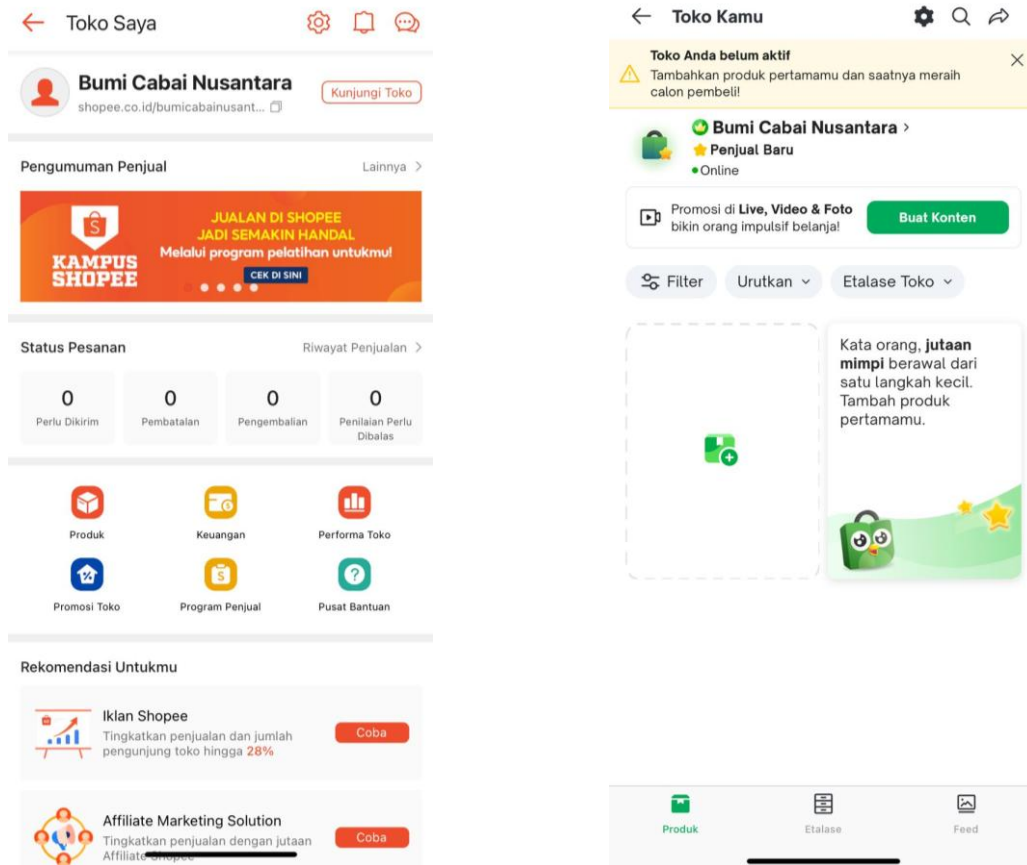 Toko Saya
Bumi Cabai Nusantara
shopee.co.id/bumicabainusant...
Kunjungi Toko
Pengumuman Penjual
Lainnya >
S
KAMPUS
SHOPEE
JUALAN DI SHOPEE
JADI SEMAKIN HANDAL
Melalui program pelatihan untukmu!
CEK DI SINI
Status Pesanan
Riwayat Penjualan >
0
Perlu Dikirim
0
Pembatalan
0
Pengembalian
0
Penilaian Perlu
Dibalas
Produk
Keuangan
Performa Toko
Promosi Toko
Program Penjual
Pusat Bantuan
Rekomendasi Untukmu
Iklan Shopee
Tingkatkan penjualan dan jumlah
pengunjung toko hingga 28%
Coba
Affiliate Marketing Solution
Tingkatkan penjualan dengan jutaan
Affiliate Shopee
Coba
Toko Kamu
Toko Anda belum aktif
Tambahkan produk pertamamu dan saatnya meraih
calon pembeli!
Bumi Cabai Nusantara >
Penjual Baru
Online
Promosi di Live, Video & Foto
bikin orang impulsif belanja!
Buat Konten
Filter
Urutkan
Etalase Toko
Kata orang, jutaan
mimpi berawal dari
satu langkah kecil.
Tambah produk
pertamamu.
Produk
Etalase
Feed